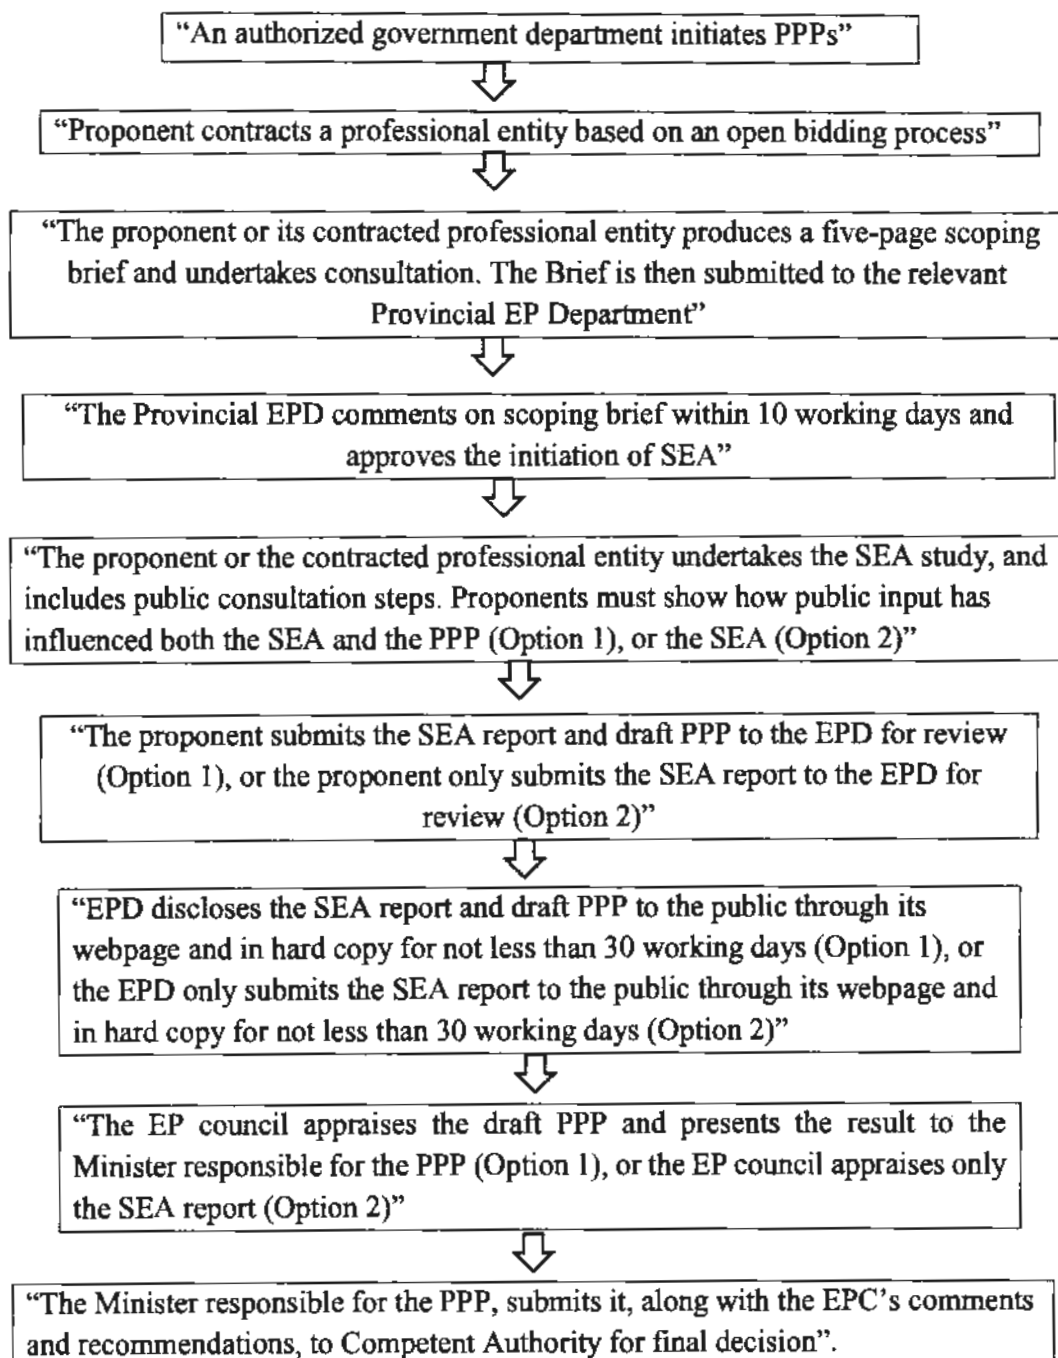 “An authorized government department initiates PPPs”
“Proponent contracts a professional entity based on an open bidding process”
“The proponent or its contracted professional entity produces a five-page scoping
brief and undertakes consultation. The Brief is then submitted to the relevant
Provincial EP Department”
“The Provincial EPD comments on scoping brief within 10 working days and
approves the initiation of SEA”
“The proponent or the contracted professional entity undertakes the SEA study, and
includes public consultation steps. Proponents must show how public input has
influenced both the SEA and the PPP (Option 1), or the SEA (Option 2)”
“The proponent submits the SEA report and draft PPP to the EPD for review
(Option 1), or the proponent only submits the SEA report to the EPD for
review (Option 2)”
“EPD discloses the SEA report and draft PPP to the public through its
webpage and in hard copy for not less than 30 working days (Option 1), or
the EPD only submits the SEA report to the public through its webpage and
in hard copy for not less than 30 working days (Option 2)”
“The EP council appraises the draft PPP and presents the result to the
Minister responsible for the PPP (Option 1), or the EP council appraises only
the SEA report (Option 2)”
“The Minister responsible for the PPP, submits it, along with the EPC’s comments
and recommendations, to Competent Authority for final decision”.